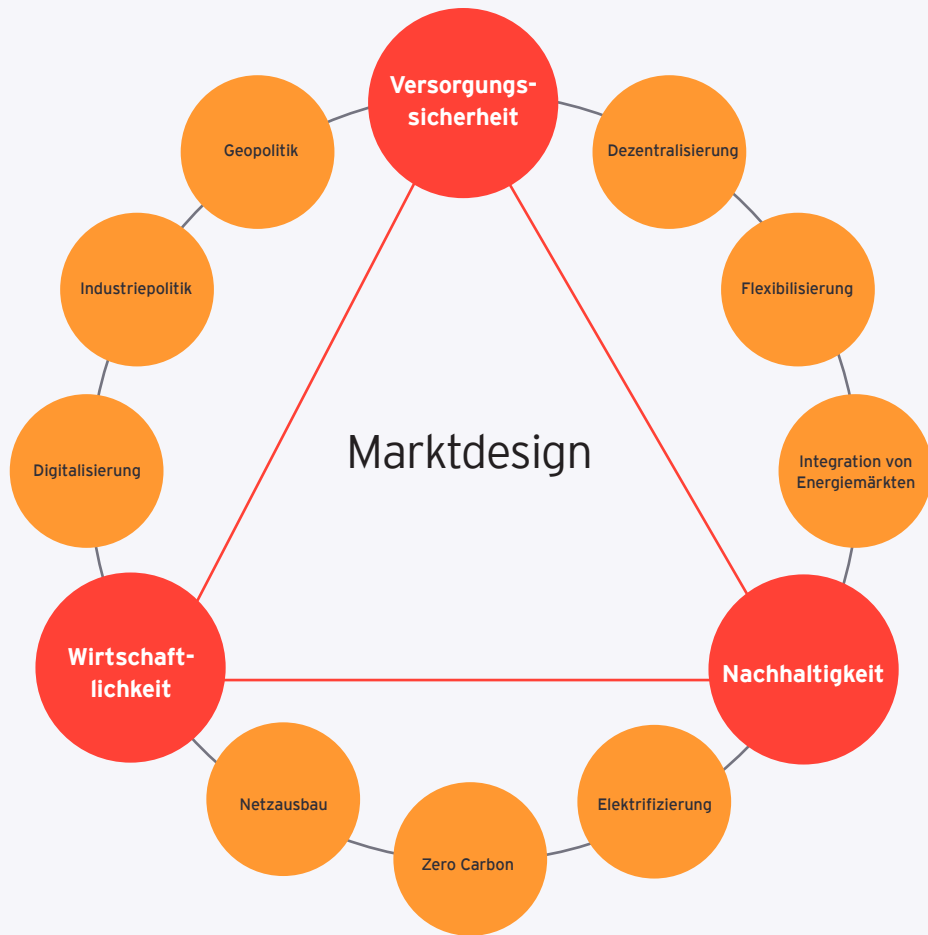 Versorgungs-
sicherheit
Geopolitik
Dezentralisierung
Industriepolitik
Flexibilisierung
Marktdesign
Digitalisierung
Integration von
Energiemärkten
Wirtschaft-
lichkeit
Nachhaltigkeit
Netzausbau
Elektrifizierung
Zero Carbon